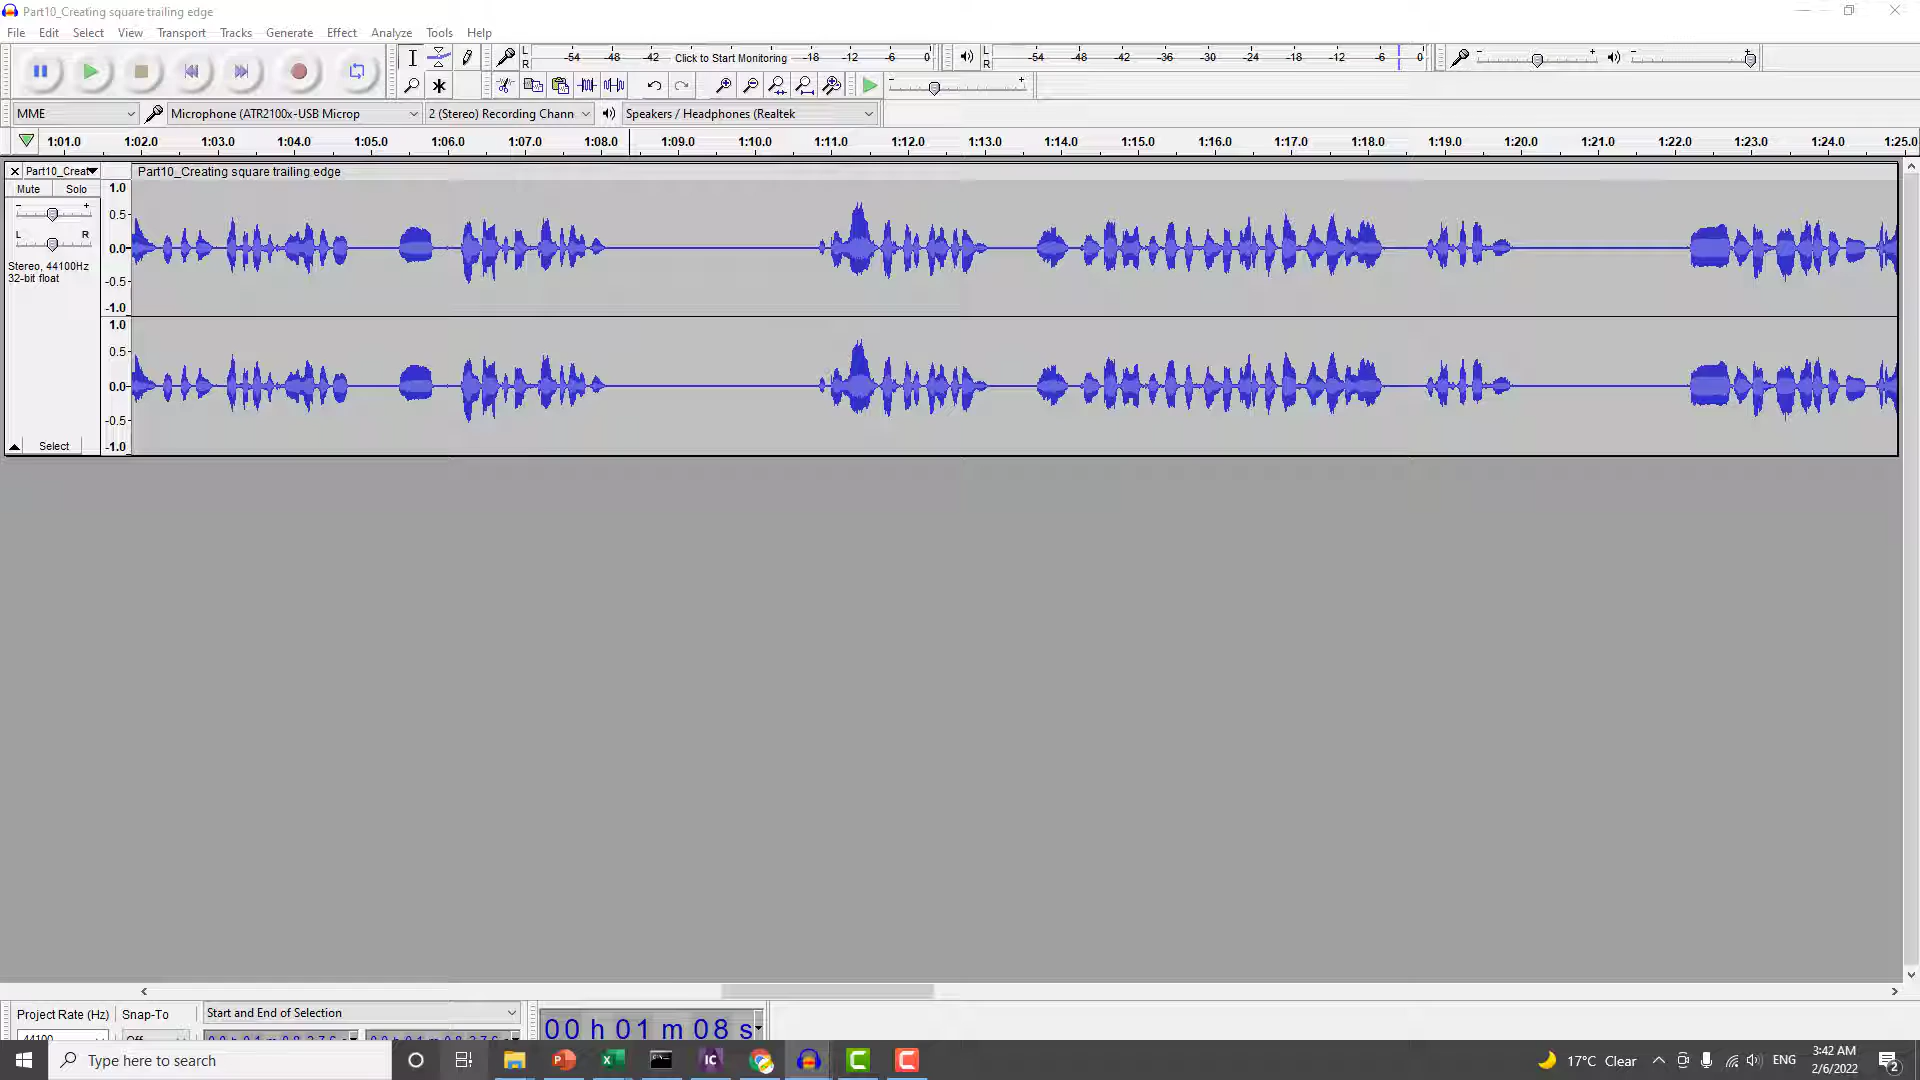 Part10_Creating square trailing edge
File Edit Select View Transport Tracks Generate Effect Analyze Tools Help
L R -54 -48 -42 Click to Start Monitoring -18 -12 -6 0 L R -54 -48 -42 -36 -30 -24 -18 -12 -6 0
MME Microphone (ATR2100x-USB Microp 2 (Stereo) Recording Chann Speakers / Headphones (Realtek
1:01.0 1:02.0 1:03.0 1:04.0 1:05.0 1:06.0 1:07.0 1:08.0 1:09.0 1:10.0 1:11.0 1:12.0 1:13.0 1:14.0 1:15.0 1:16.0 1:17.0 1:18.0 1:19.0 1:20.0 1:21.0 1:22.0 1:23.0 1:24.0 1:25.0
Part10_Creat Part10_Creating square trailing edge
Mute Solo 1.0
0.5
L R 0.0
Stereo, 44100Hz
32-bit float -0.5
-1.0
1.0
0.5
0.0
-0.5
Select -1.0
Project Rate (Hz) Snap-To Start and End of Selection
44100 Off 00 h 01 m 08 s
Type here to search IC 17°C Clear ENG 3:42 AM
2/6/2022 2